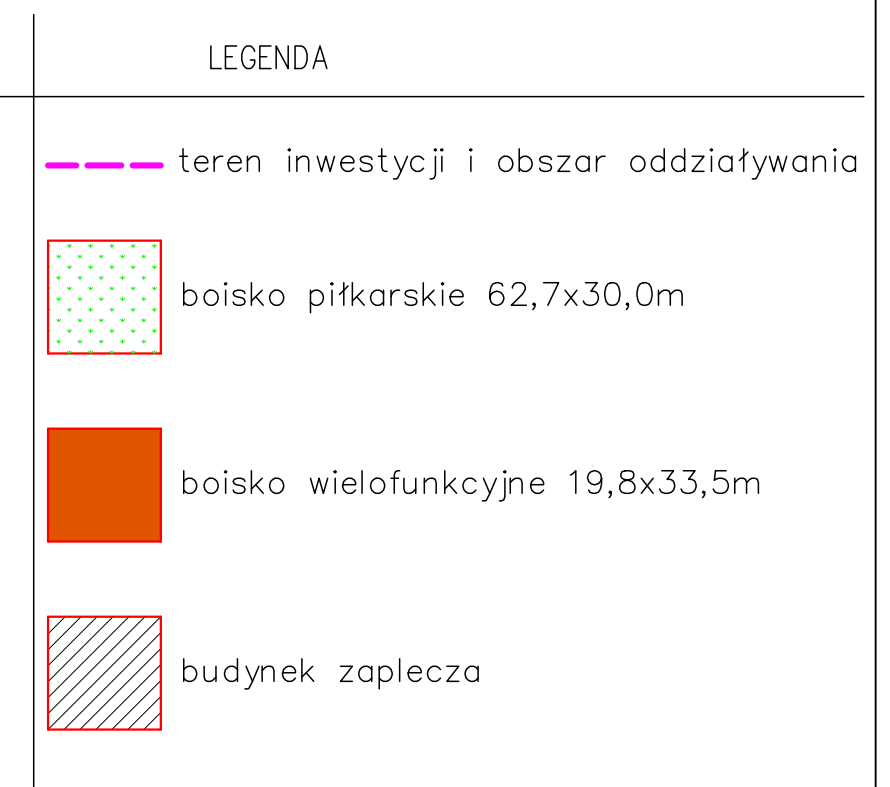 LEGENDA
teren inwestycji i obszar oddziaływania
boisko piłkarskie 62,7x30,0m
boisko wielofunkcyjne 19,8x33,5m
budynek zaplecza